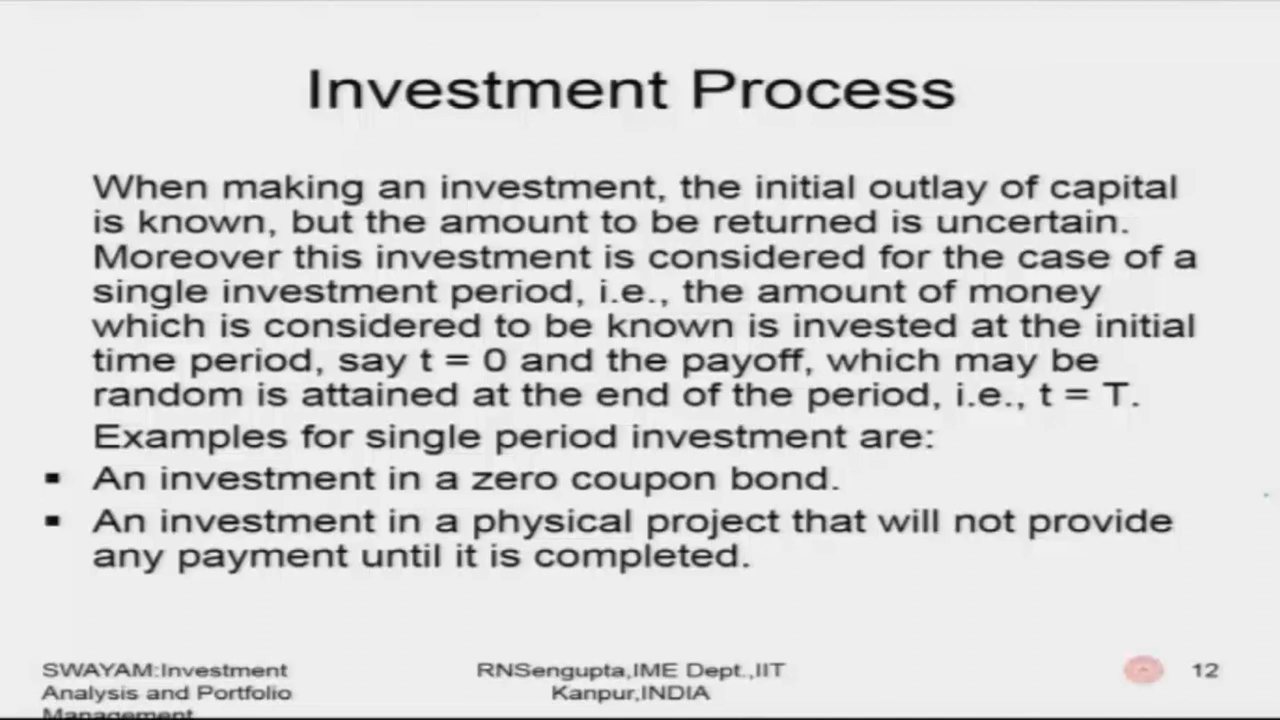 Investment Process
When making an investment, the initial outlay of capital
is known, but the amount to be returned is uncertain.
Moreover this investment is considered for the case of a
single investment period, i.e., the amount of money
which is considered to be known is invested at the initial
time period, say t = 0 and the payoff, which may be
random is attained at the end of the period, i.e., t = T.
Examples for single period investment are:
▪ An investment in a zero coupon bond.
▪ An investment in a physical project that will not provide
any payment until it is completed.
SWAYAM:Investment
Analysis and Portfolio
Management
RNSengupta,IME Dept.,IIT
Kanpur,INDIA
12